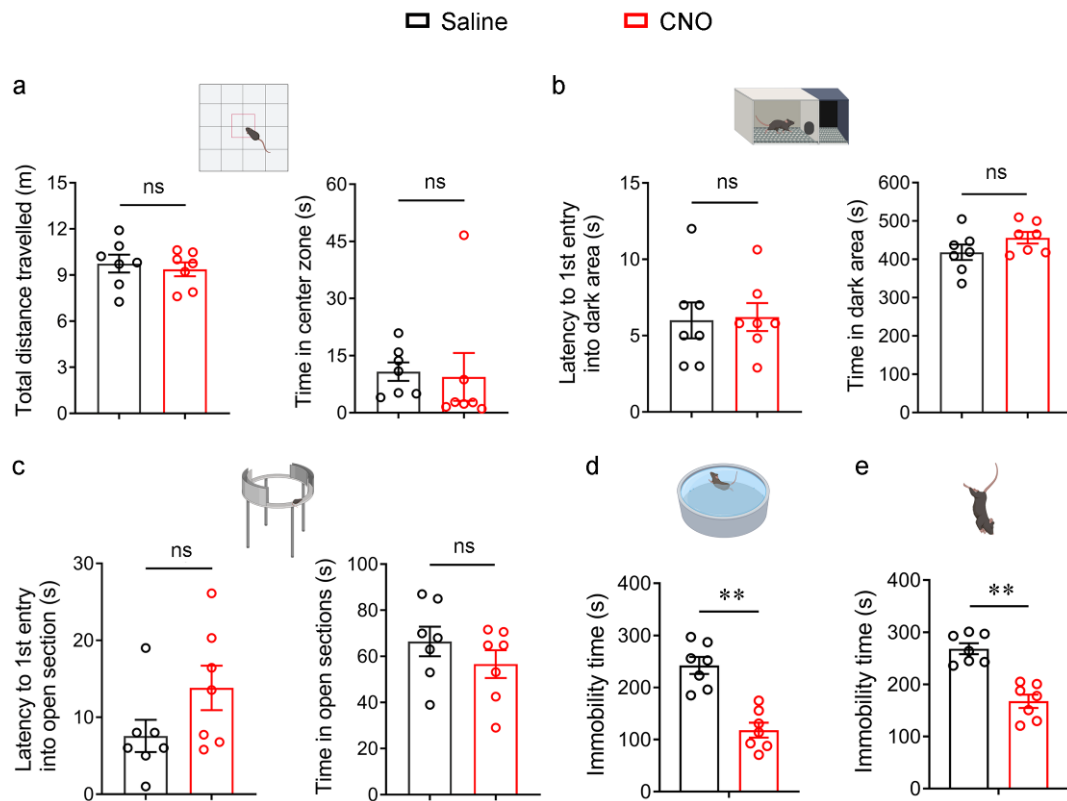 Saline
CNO
a
Total distance travelled (m)
15
12
9
6
3
0
ns
Time in center zone (s)
60
45
30
15
0
ns
b
Latency to 1st entry
into dark area (s)
15
10
5
0
ns
Time in dark area (s)
600
500
400
300
200
100
0
ns
c
Latency to 1st entry
into open section (s)
30
20
10
0
ns
Time in open sections (s)
100
80
60
40
20
0
ns
d
Immobility time (s)
400
300
200
100
0
**
e
Immobility time (s)
400
300
200
100
0
**